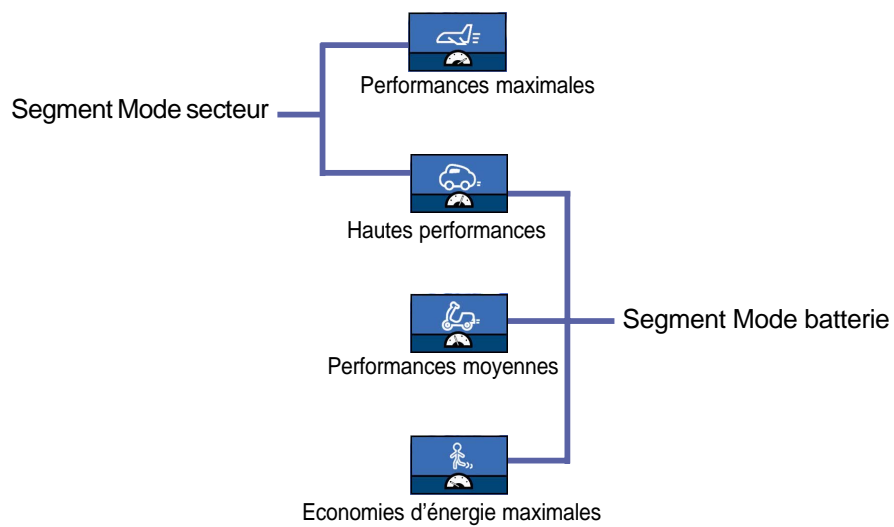 Performances maximales
Segment Mode secteur
Hautes performances
Segment Mode batterie
Performances moyennes
Economies d'énergie maximales